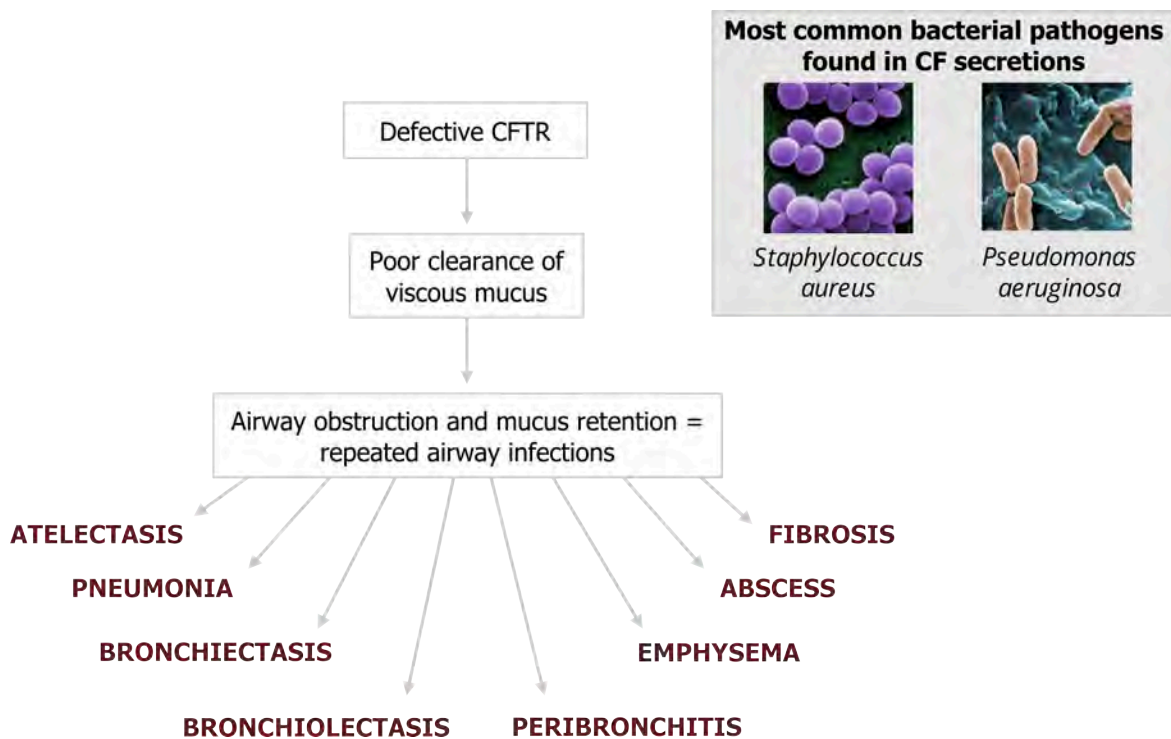 Most common bacterial pathogens
found in CF secretions
Staphylococcus
aureus
Pseudomonas
aeruginosa
Defective CFTR
Poor clearance of
viscous mucus
Airway obstruction and mucus retention =
repeated airway infections
ATELECTASIS
PNEUMONIA
BRONCHIECTASIS
BRONCHIOLECTASIS
PERIBRONCHITIS
EMPHYSEMA
ABSCESS
FIBROSIS